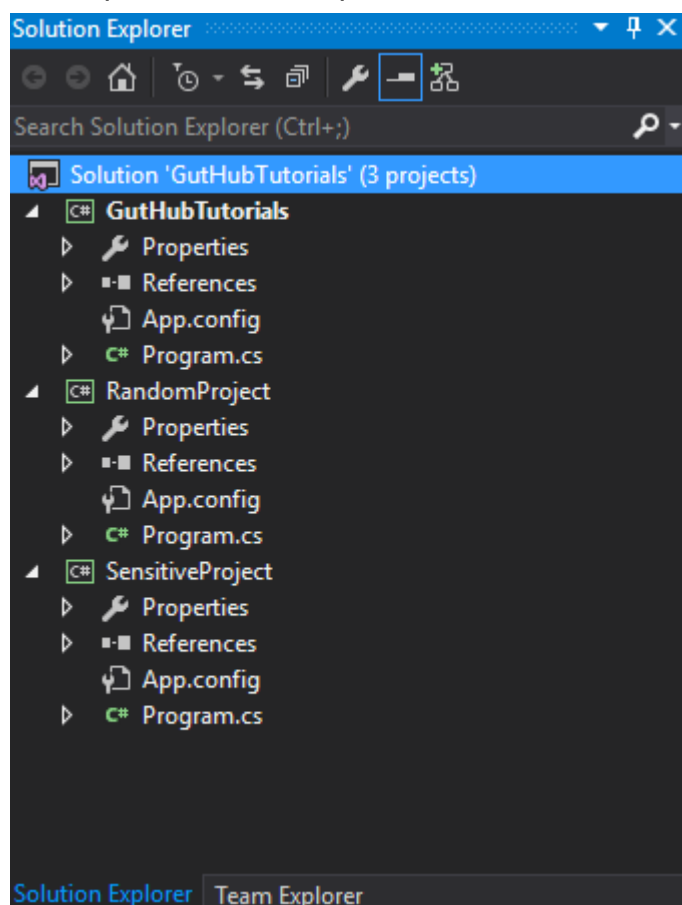 Solution Explorer
Search Solution Explorer (Ctrl+;)
Solution 'GutHubTutorials' (3 projects)
C# GutHubTutorials
Properties
References
App.config
C# Program.cs
C# RandomProject
Properties
References
App.config
C# Program.cs
C# SensitiveProject
Properties
References
App.config
C# Program.cs
Solution Explorer Team Explorer